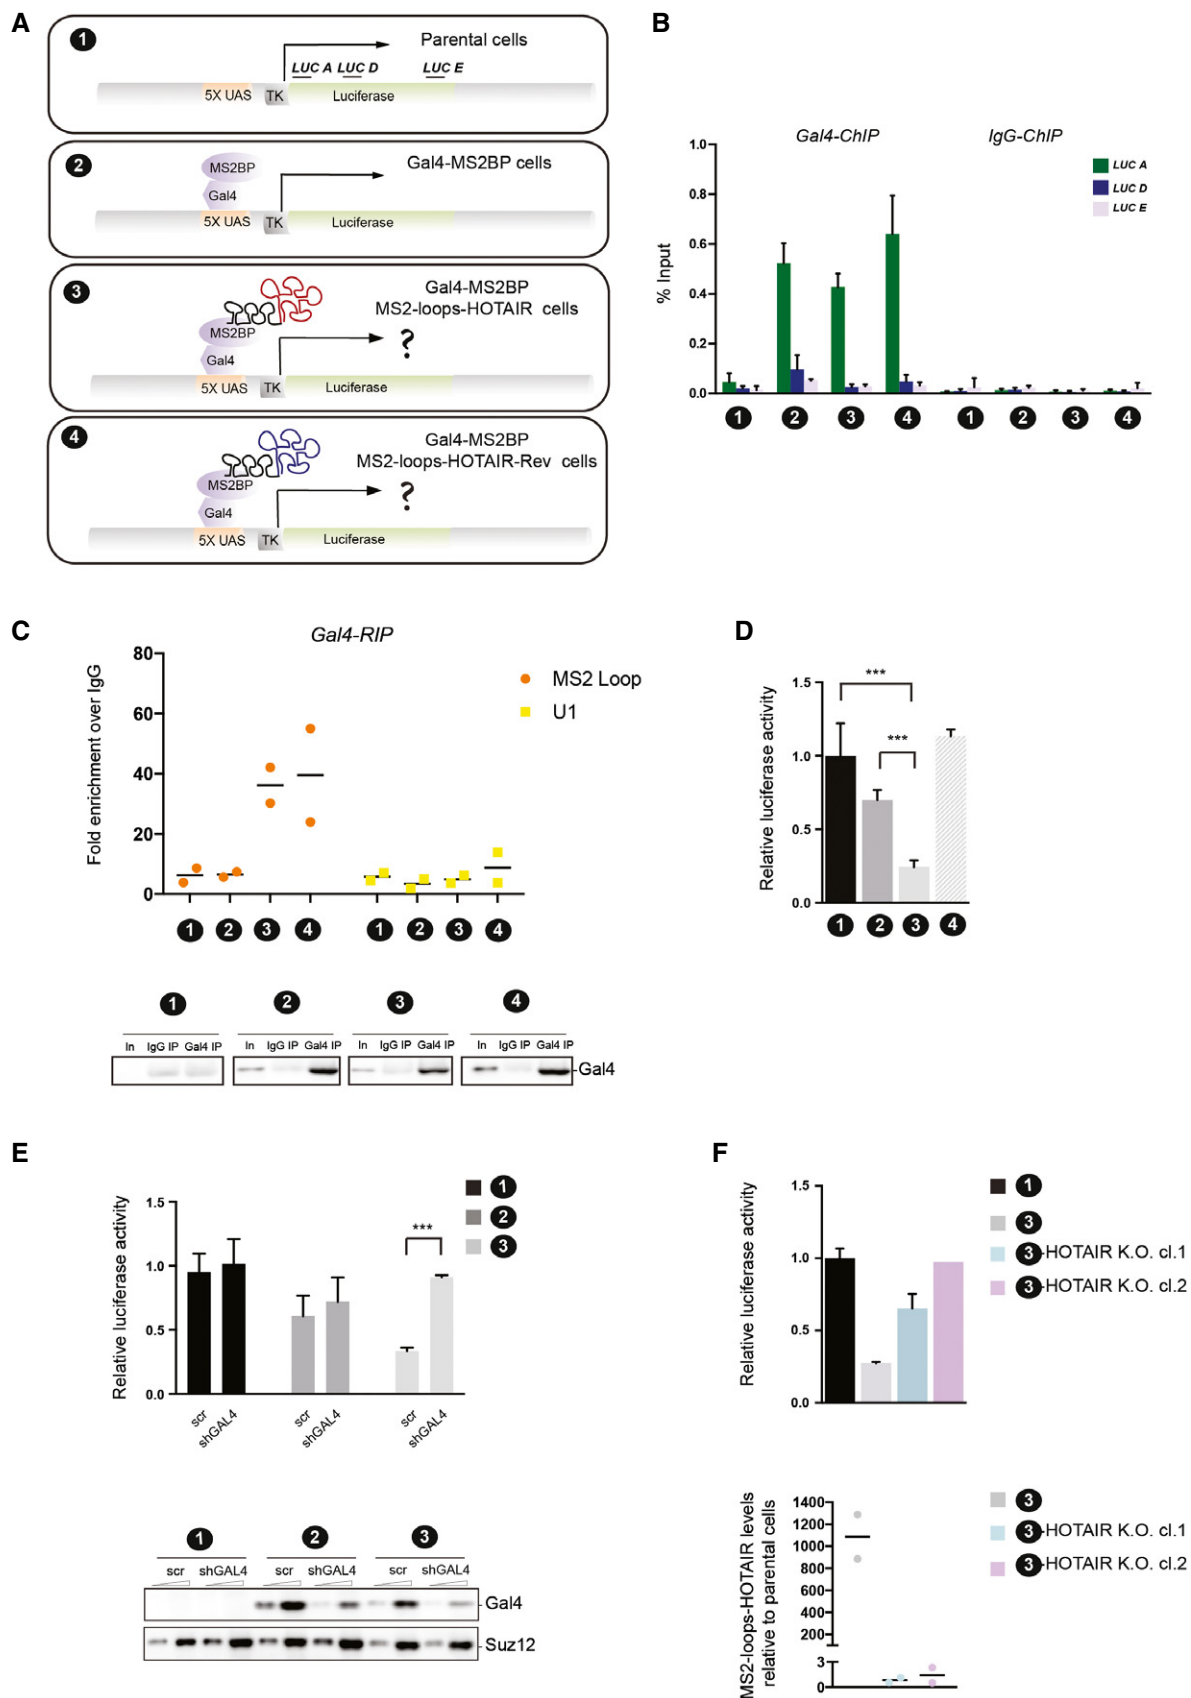 A
1
Parental cells
LUC A LUC D LUC E
5X UAS TK Luciferase
2
MS2BP
Gal4-MS2BP cells
Gal4
5X UAS TK Luciferase
3
Gal4-MS2BP
MS2-loops-HOTAIR cells
MS2BP
?
Gal4
5X UAS TK Luciferase
4
Gal4-MS2BP
MS2-loops-HOTAIR-Rev cells
MS2BP
?
Gal4
5X UAS TK Luciferase
B
Gal4-ChIP IgG-ChIP
LUC A
LUC D
LUC E
% Input
1.0
0.8
0.6
0.4
0.2
0.0
1 2 3 4 1 2 3 4
C
Gal4-RIP
Fold enrichment over IgG
80
60
40
20
0
MS2 Loop
U1
1 2 3 4 1 2 3 4
1 2 3 4
In IgG IP Gal4 IP In IgG IP Gal4 IP In IgG IP Gal4 IP In IgG IP Gal4 IP
Gal4
D
Relative luciferase activity
1.5
1.0
0.5
0.0
***
***
1 2 3 4
E
Relative luciferase activity
1.5
1.0
0.5
0.0
1
2
3
***
scr shGAL4 scr shGAL4 scr shGAL4
1 2 3
scr shGAL4 scr shGAL4 scr shGAL4
Gal4
Suz12
F
Relative luciferase activity
1.5
1.0
0.5
0.0
1
3
3-HOTAIR K.O. cl.1
3-HOTAIR K.O. cl.2
MS2-loops-HOTAIR levels
relative to parental cells
1400
1200
1000
800
600
400
200
3
0
3
3-HOTAIR K.O. cl.1
3-HOTAIR K.O. cl.2